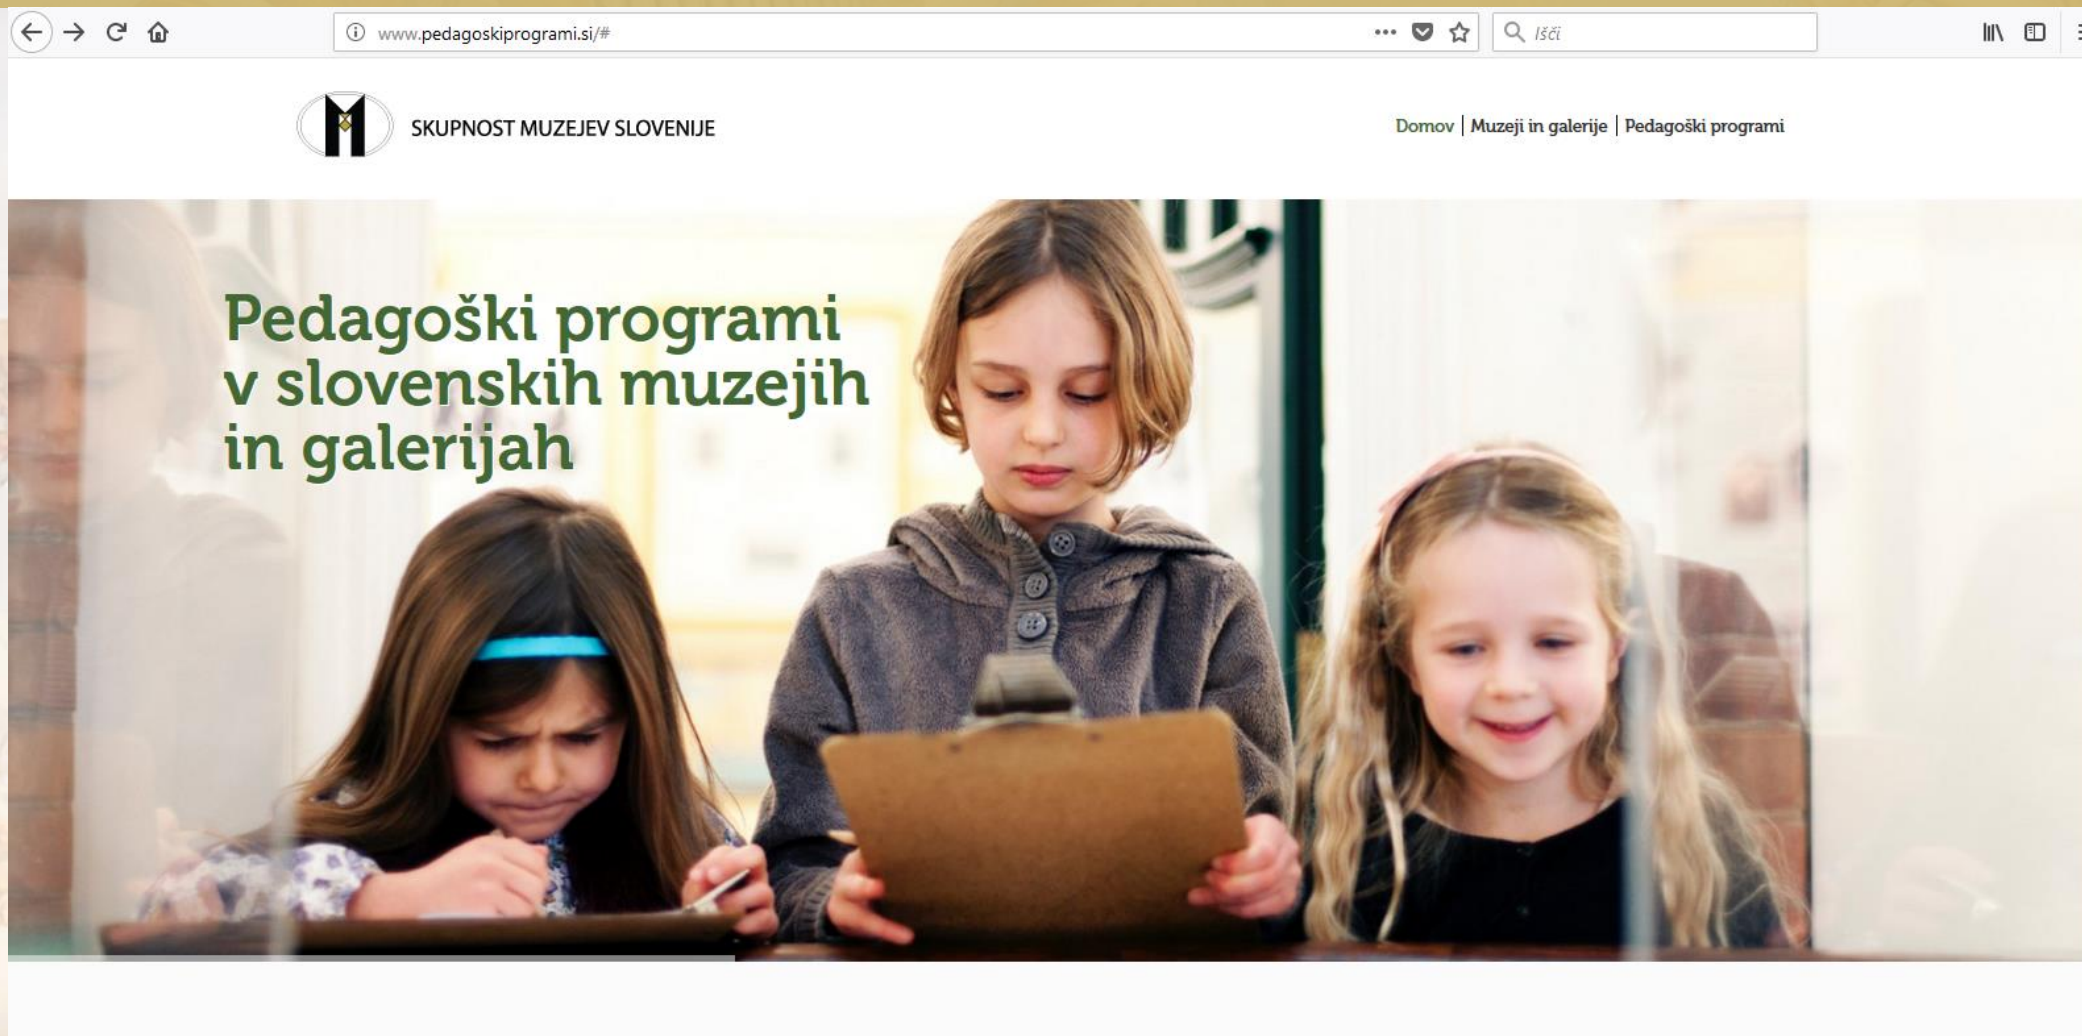 www.pedagoskiprogrami.si/#
Išči
SKUPNOST MUZEJEV SLOVENIJE
Domov | Muzeji in galerije | Pedagoški programi
Pedagoški programi
v slovenskih muzejih
in galerijah